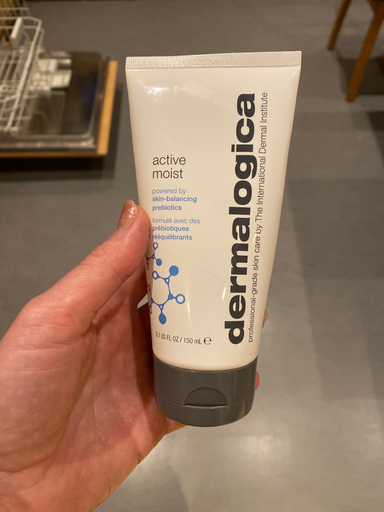 active
moist
powered by
skin-balancing
prebiotics
formulé avec des
prébiotiques
rééquilibrants
5.1 US FL OZ / 150 mL ℮
dermalogica
professional-grade skin care by The International Dermal Institute